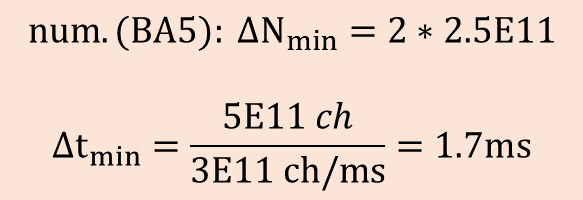 num. (BA5): ΔN_min = 2 * 2.5E11
Δt_min = 5E11 ch / 3E11 ch/ms = 1.7ms